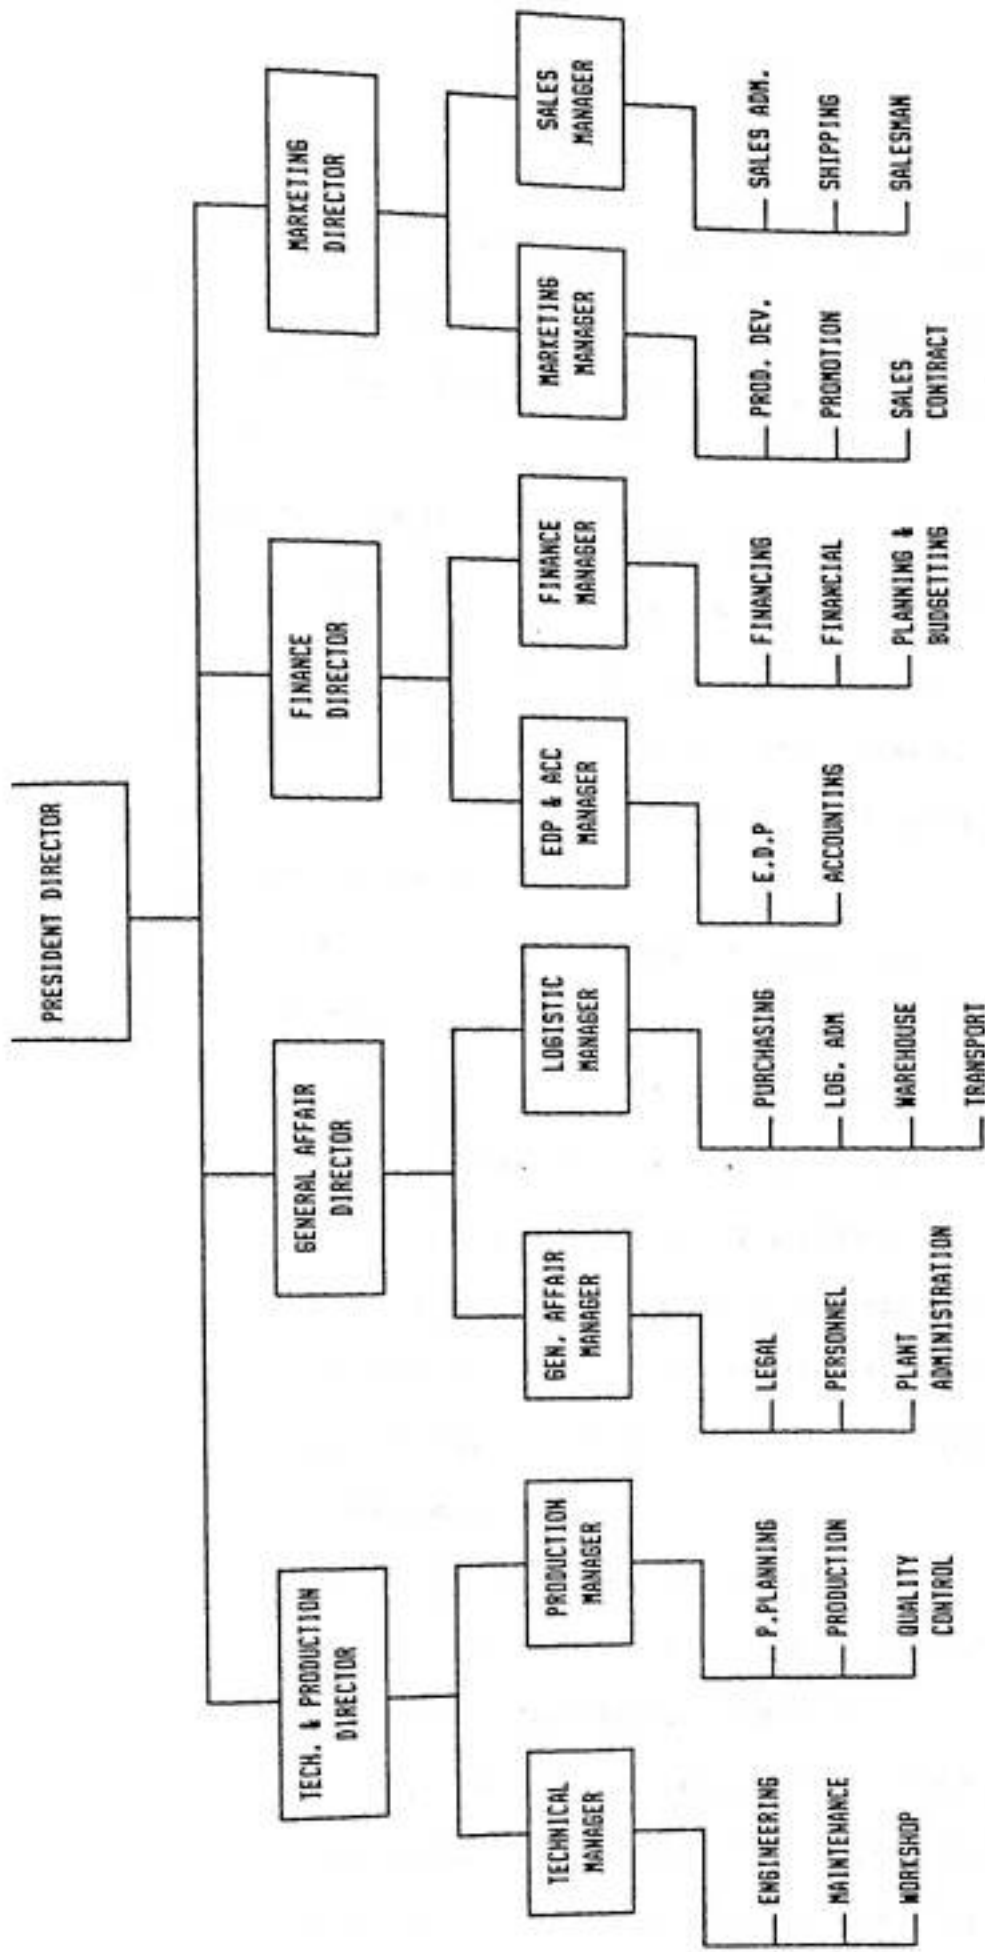 PRESIDENT DIRECTOR
TECH. & PRODUCTION
DIRECTOR
GENERAL AFFAIR
DIRECTOR
FINANCE
DIRECTOR
MARKETING
DIRECTOR
TECHNICAL
MANAGER
PRODUCTION
MANAGER
GEN. AFFAIR
MANAGER
LOGISTIC
MANAGER
EDP & ACC
MANAGER
FINANCE
MANAGER
MARKETING
MANAGER
SALES
MANAGER
ENGINEERING
MAINTENANCE
WORKSHOP
P.PLANNING
PRODUCTION
QUALITY
CONTROL
LEGAL
PERSONNEL
PLANT
ADMINISTRATION
PURCHASING
LOG. ADM
WAREHOUSE
TRANSPORT
E.D.P
ACCOUNTING
FINANCING
FINANCIAL
PLANNING &
BUDGETTING
PROD. DEV.
PROMOTION
SALES
CONTRACT
SALES ADM.
SHIPPING
SALESMAN